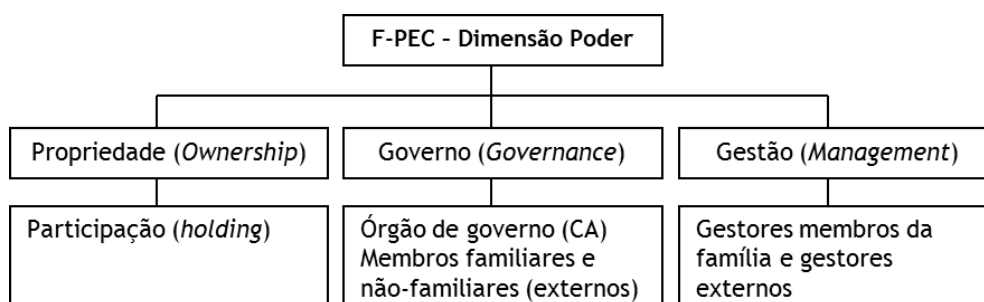 F-PEC – Dimensão Poder
Propriedade (Ownership)
Governo (Governance)
Gestão (Management)
Participação (holding)
Órgão de governo (CA)
Membros familiares e
não-familiares (externos)
Gestores membros da
família e gestores
externos